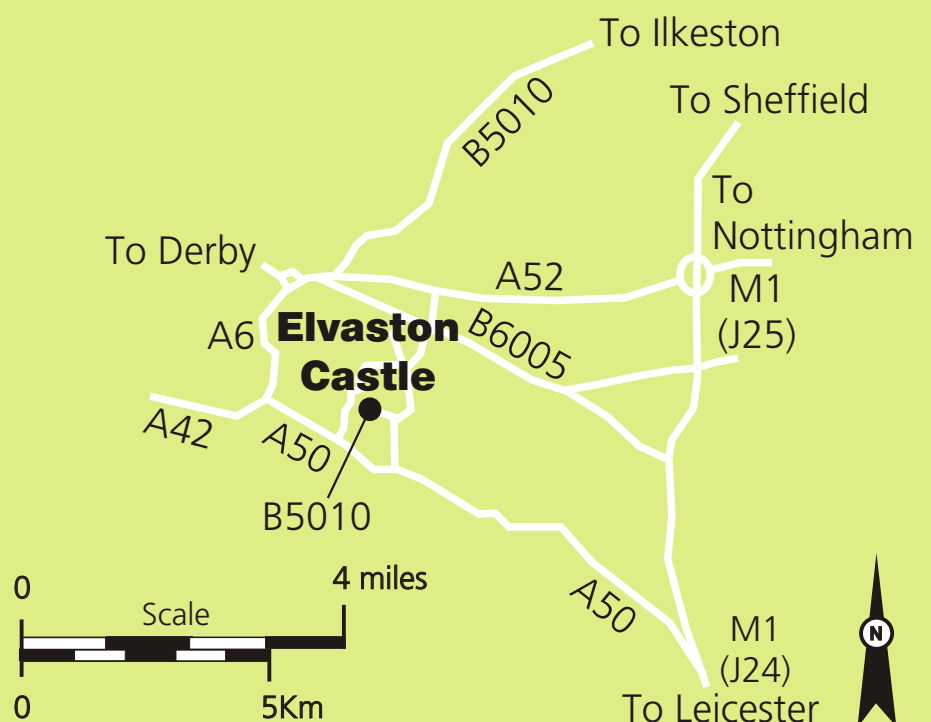 To Ilkeston
B5010
To Sheffield
To
Nottingham
To Derby
A52
M1
(J25)
A6
Elvaston
Castle
B6005
A42
A50
B5010
0
4 miles
Scale
A50
M1
(J24)
N
0
5Km
To Leicester